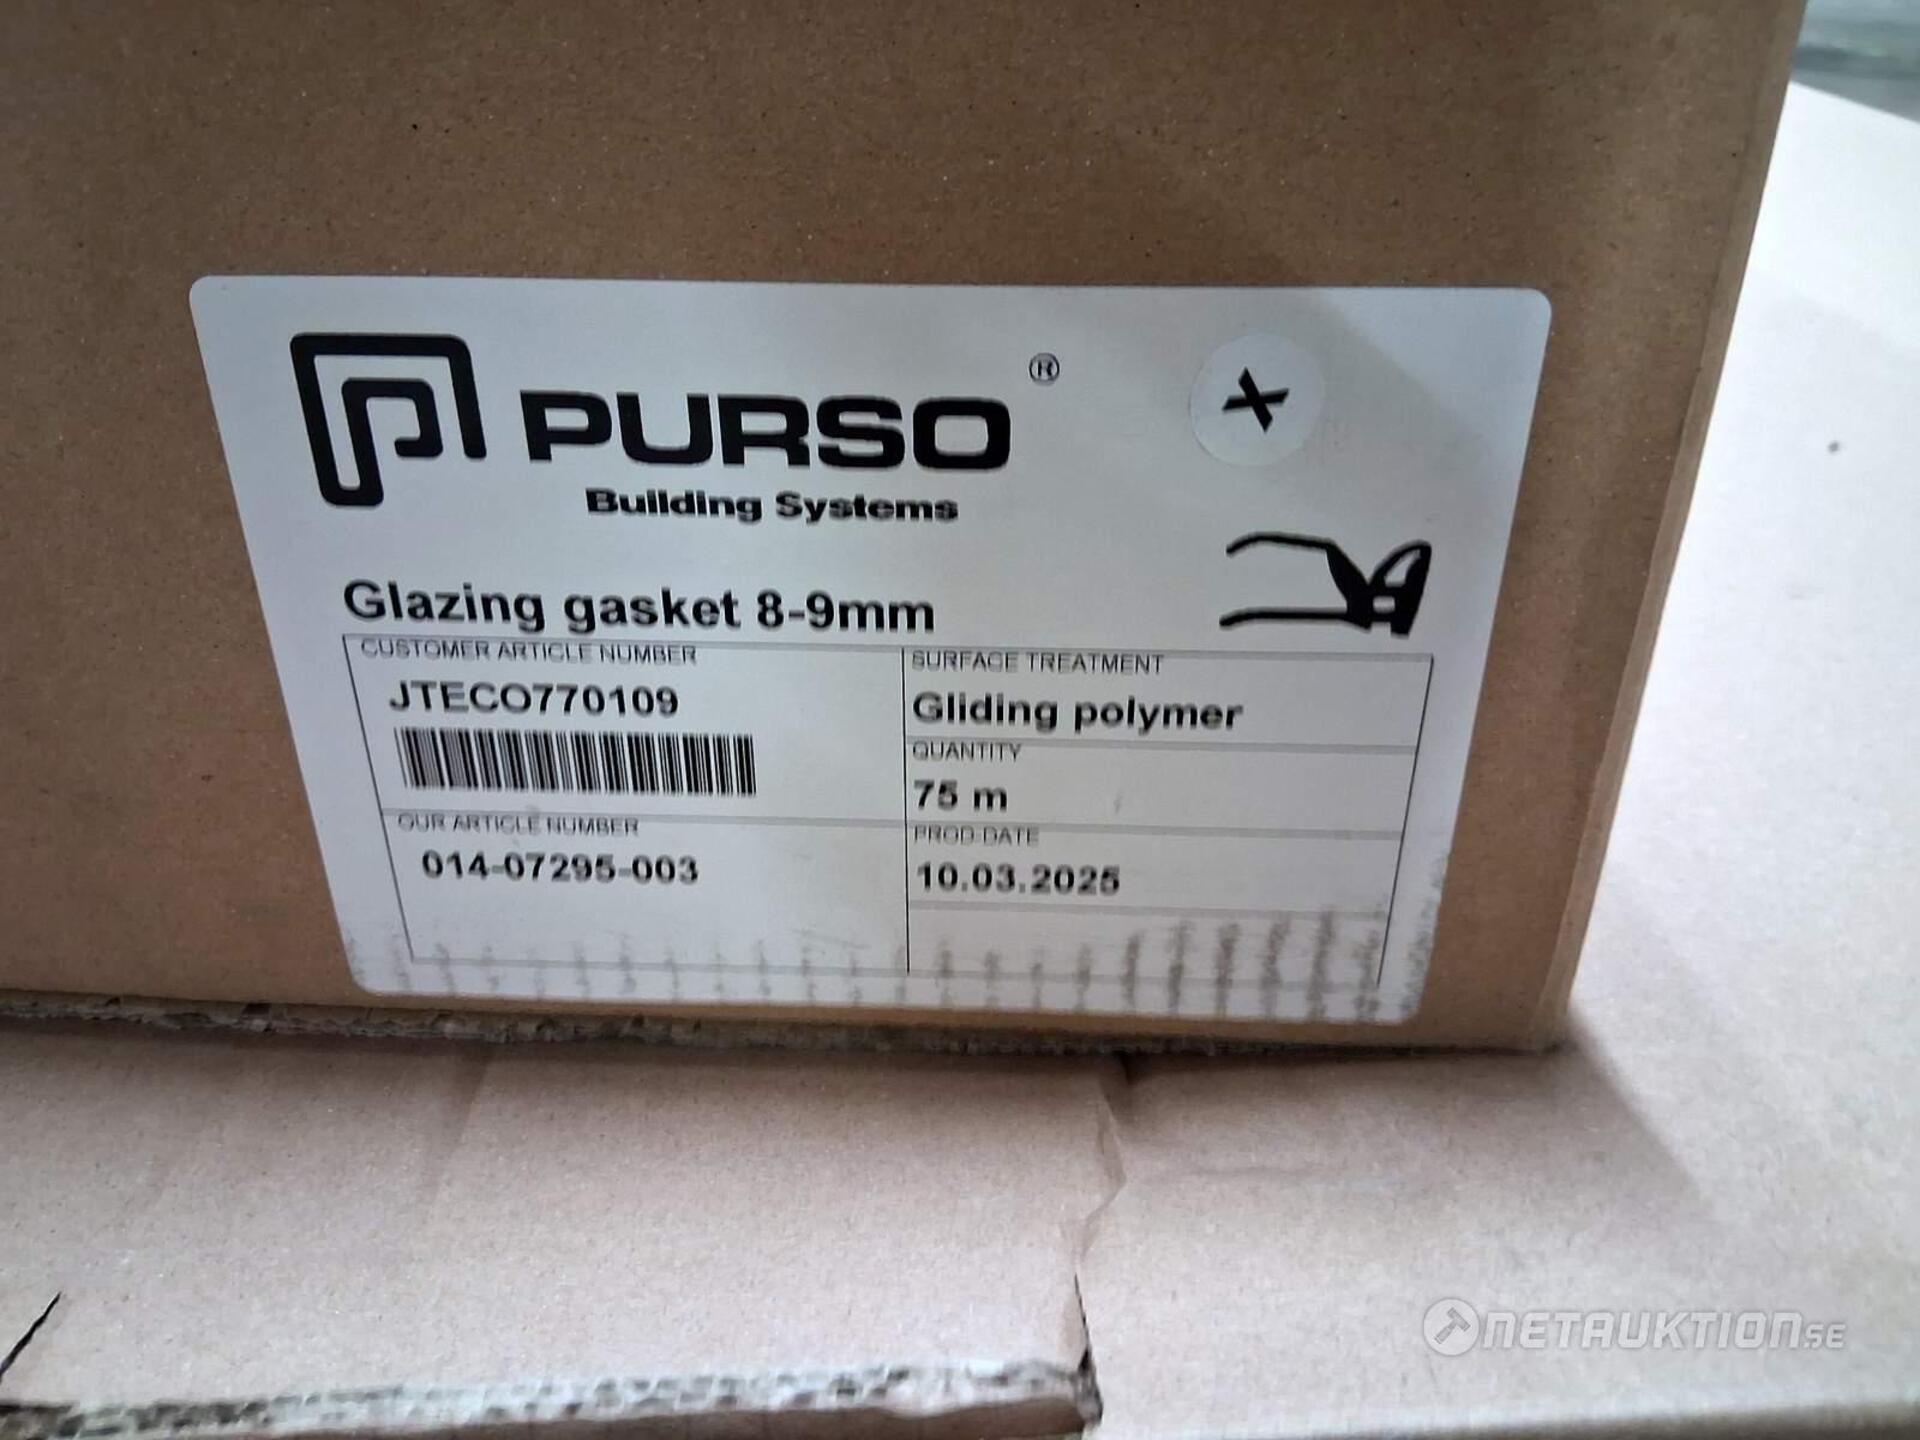 PURSO ®
X
Building Systems
Glazing gasket 8-9mm
CUSTOMER ARTICLE NUMBER
JTECO770109
SURFACE TREATMENT
Gliding polymer
QUANTITY
75 m
OUR ARTICLE NUMBER
014-07295-003
PROD-DATE
10.03.2025
NETAUKTION.SE